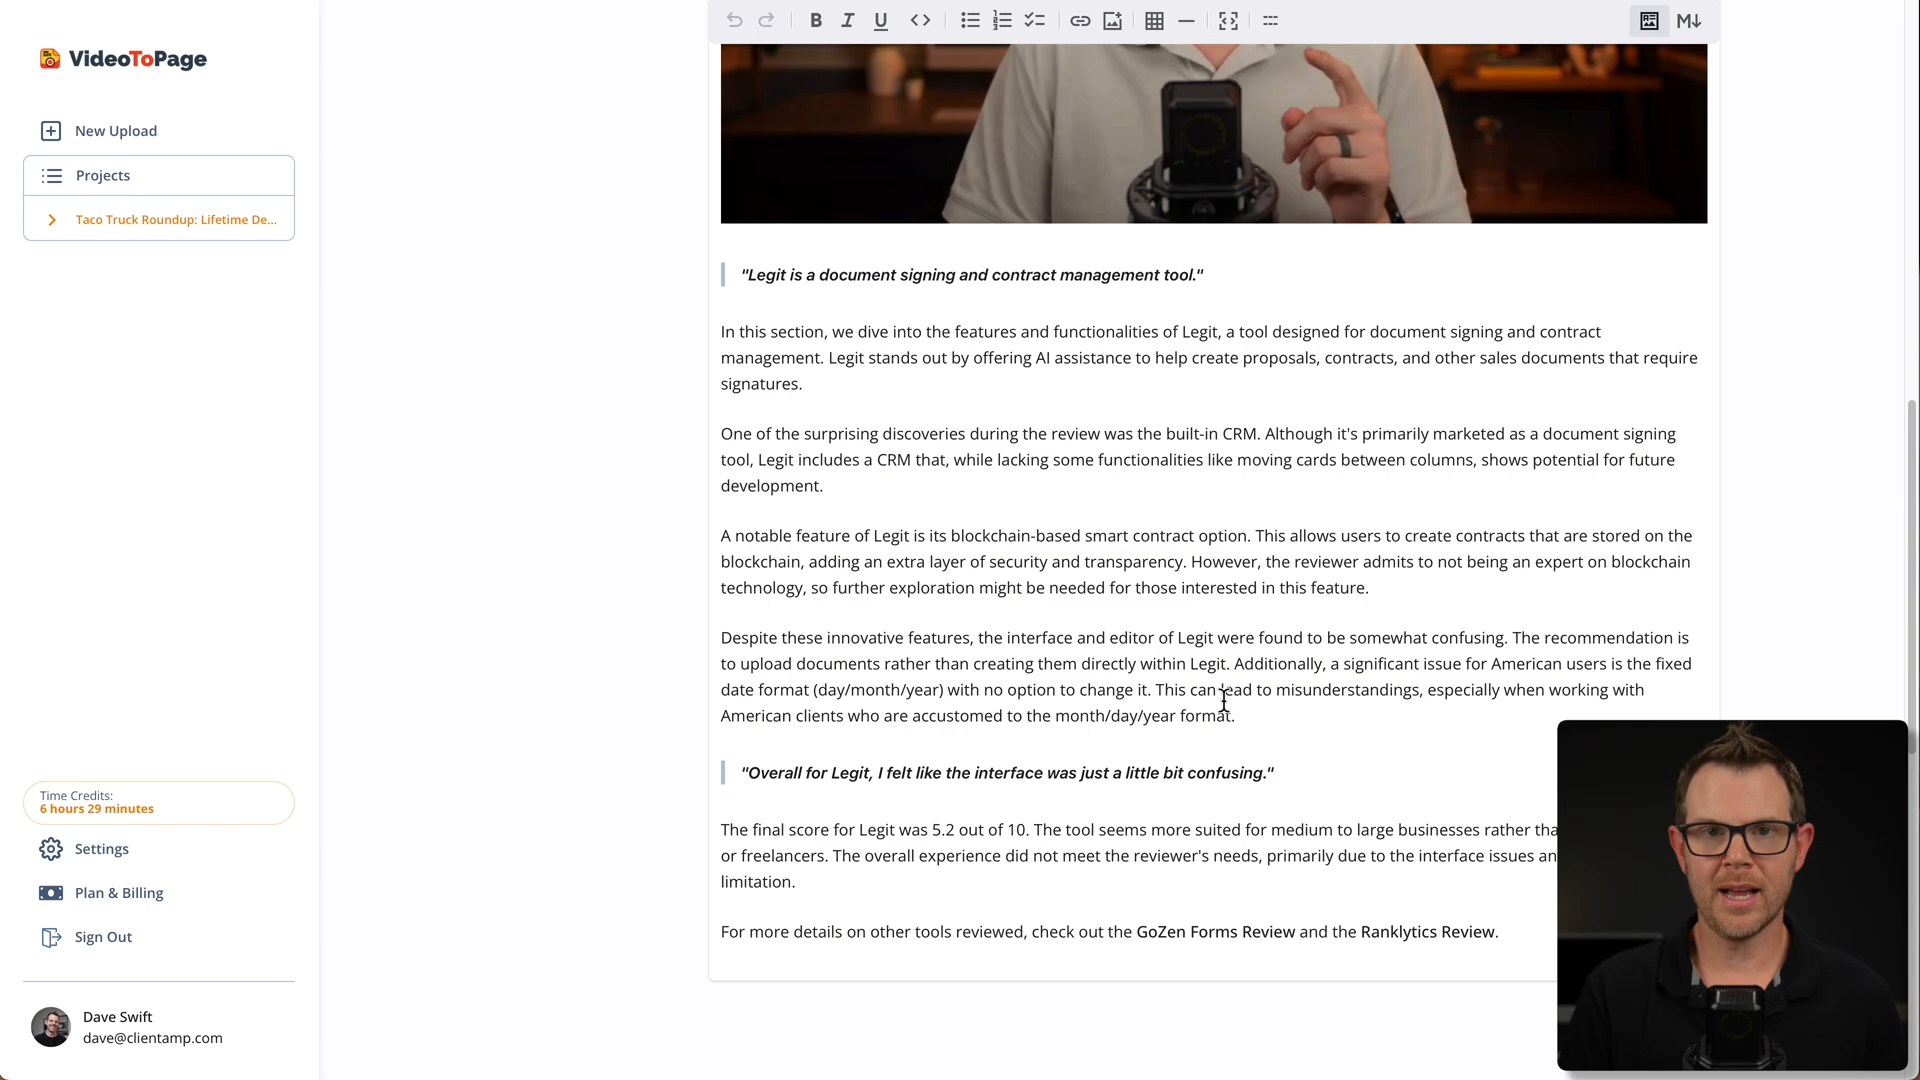 VideoToPage
New Upload
Projects
Taco Truck Roundup: Lifetime De...
Time Credits:
6 hours 29 minutes
Settings
Plan & Billing
Sign Out
Dave Swift
dave@clientamp.com
B I U M↓
"Legit is a document signing and contract management tool."
In this section, we dive into the features and functionalities of Legit, a tool designed for document signing and contract
management. Legit stands out by offering AI assistance to help create proposals, contracts, and other sales documents that require
signatures.
One of the surprising discoveries during the review was the built-in CRM. Although it's primarily marketed as a document signing
tool, Legit includes a CRM that, while lacking some functionalities like moving cards between columns, shows potential for future
development.
A notable feature of Legit is its blockchain-based smart contract option. This allows users to create contracts that are stored on the
blockchain, adding an extra layer of security and transparency. However, the reviewer admits to not being an expert on blockchain
technology, so further exploration might be needed for those interested in this feature.
Despite these innovative features, the interface and editor of Legit were found to be somewhat confusing. The recommendation is
to upload documents rather than creating them directly within Legit. Additionally, a significant issue for American users is the fixed
date format (day/month/year) with no option to change it. This can lead to misunderstandings, especially when working with
American clients who are accustomed to the month/day/year format.
"Overall for Legit, I felt like the interface was just a little bit confusing."
The final score for Legit was 5.2 out of 10. The tool seems more suited for medium to large businesses rather
or freelancers. The overall experience did not meet the reviewer's needs, primarily due to the interface issues
limitation.
For more details on other tools reviewed, check out the GoZen Forms Review and the Ranklytics Review.